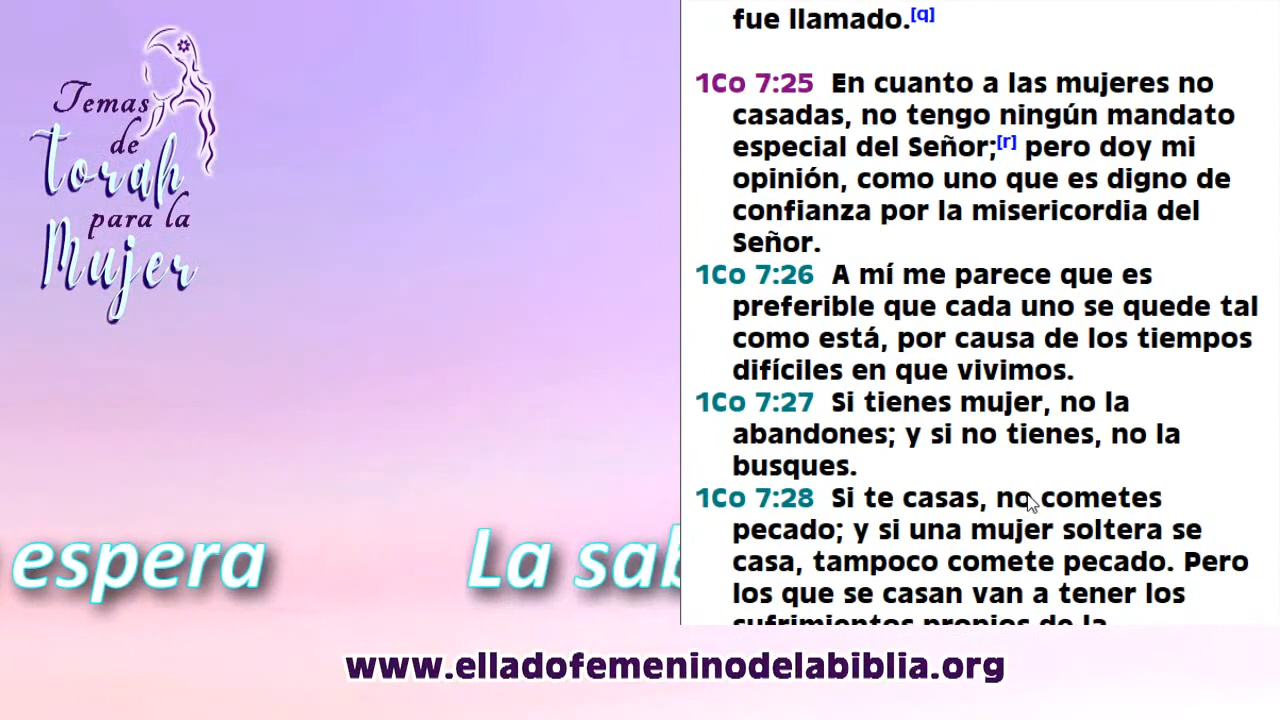 Temas
de
Torah
para la
Mujer
fue llamado.[q]
1Co 7:25 En cuanto a las mujeres no
casadas, no tengo ningún mandato
especial del Señor;[r] pero doy mi
opinión, como uno que es digno de
confianza por la misericordia del
Señor.
1Co 7:26 A mí me parece que es
preferible que cada uno se quede tal
como está, por causa de los tiempos
difíciles en que vivimos.
1Co 7:27 Si tienes mujer, no la
abandones; y si no tienes, no la
busques.
1Co 7:28 Si te casas, no cometes
pecado; y si una mujer soltera se
casa, tampoco comete pecado. Pero
los que se casan van a tener los
sufrimientos propios de la
espera La sab
www.elladofemeninodelabiblia.org